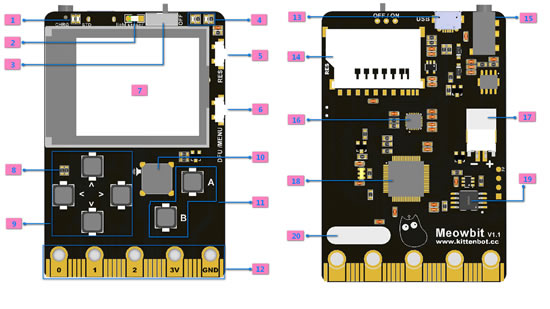 CHRG
STD
OFF
1
2
3
4
5
6
7
8
9
10
11
12
RES
DFU/MENU
A
B
0
1
2
3V
GND
13
14
15
16
17
18
19
20
OFF / ON
USB
RES
+
Meowbit V1.1
www.kittenbot.cc